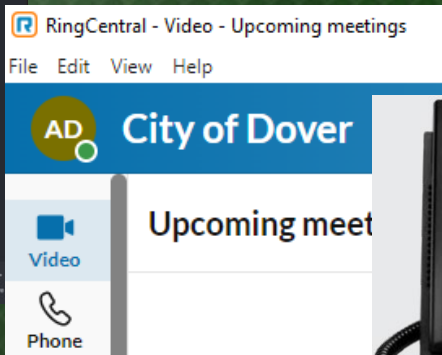 RingCentral - Video - Upcoming meetings
File Edit View Help
AD City of Dover
Upcoming meet
Video
Phone